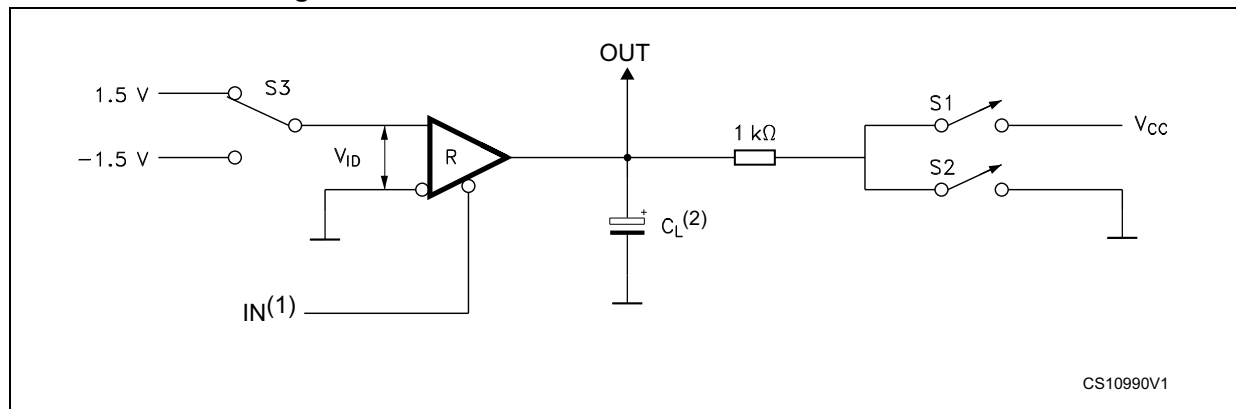 OUT
1.5 V
S3
-1.5 V
V_ID
R
1 kΩ
S1
V_CC
S2
+
C_L(2)
IN(1)
CS10990V1